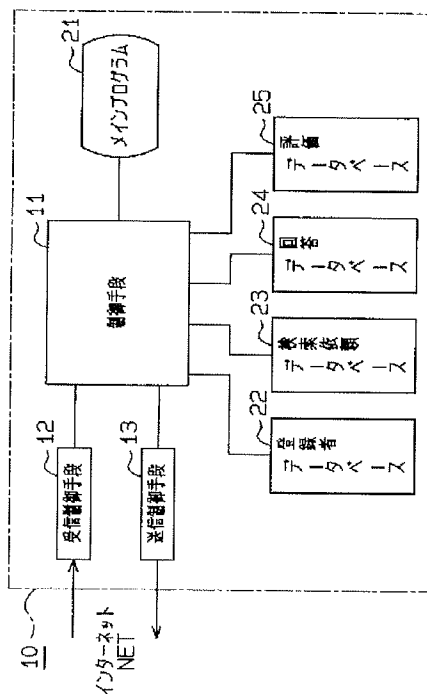 10
インターネット
NET
12
受信制御手段
13
送信制御手段
11
制御手段
21
メインプログラム
22
登録者
データベース
23
検索依頼
データベース
24
回答
データベース
25
評価
データベース